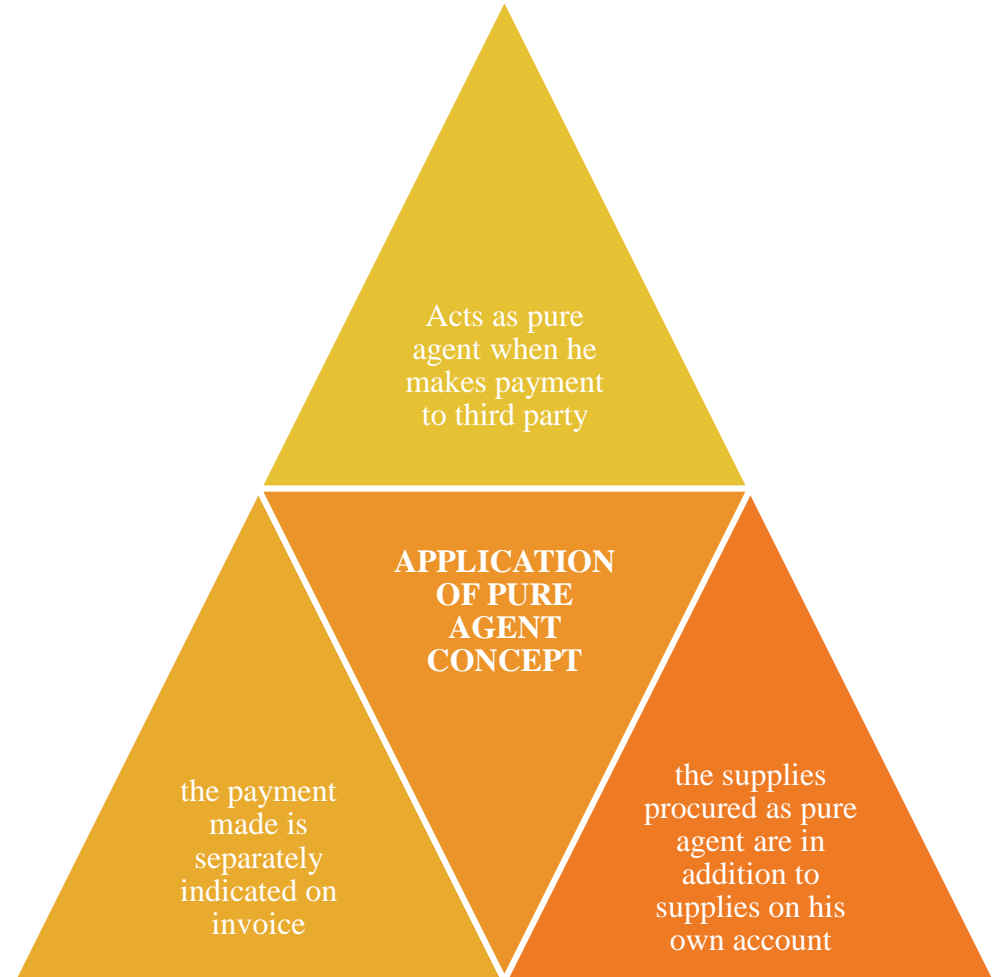 Acts as pure
agent when he
makes payment
to third party
APPLICATION
OF PURE
AGENT
CONCEPT
the payment
made is
separately
indicated on
invoice
the supplies
procured as pure
agent are in
addition to
supplies on his
own account